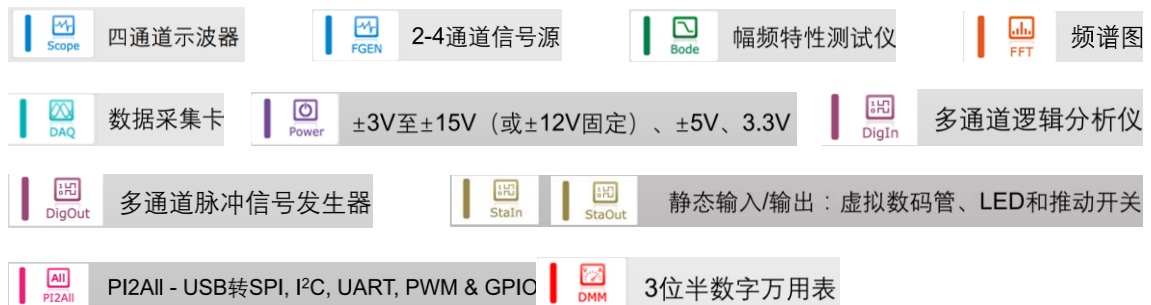 Scope 四通道示波器 FGEN 2-4通道信号源 Bode 幅频特性测试仪 FFT 频谱图
DAQ 数据采集卡 Power ±3V至±15V（或±12V固定）、±5V、3.3V DigIn 多通道逻辑分析仪
DigOut 多通道脉冲信号发生器 StaIn StaOut 静态输入/输出：虚拟数码管、LED和推动开关
All PI2All PI2All - USB转SPI, I²C, UART, PWM & GPIO DMM 3位半数字万用表